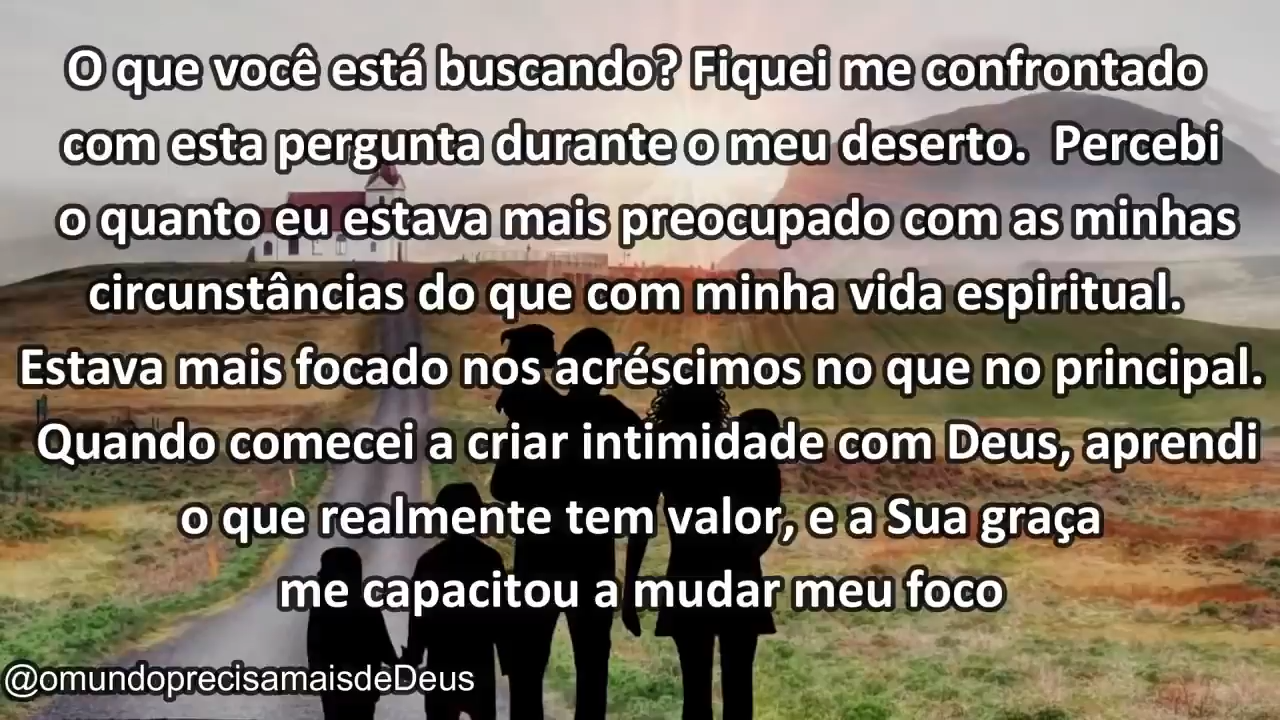 O que você está buscando? Fiquei me confrontado
com esta pergunta durante o meu deserto.  Percebi
o quanto eu estava mais preocupado com as minhas
circunstâncias do que com minha vida espiritual.
Estava mais focado nos acréscimos no que no principal.
Quando comecei a criar intimidade com Deus, aprendi
o que realmente tem valor, e a Sua graça
me capacitou a mudar meu foco
@omundoprecisamaisdeDeus